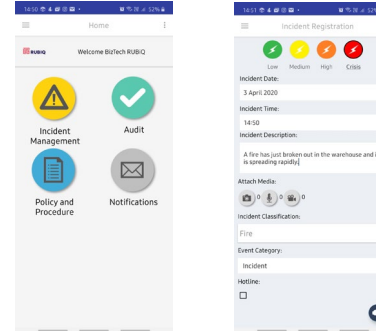 14:50
52%
Home
RUBIQ
Welcome BizTech RUBiQ
Incident
Management
Audit
Policy and
Procedure
Notifications
14:51
52%
Incident Registration
Low Medium High Crisis
Incident Date:
3 April 2020
Incident Time:
14:50
Incident Description:
A fire has just broken out in the warehouse and i
is spreading rapidly.
Attach Media:
0 0 0
Incident Classification:
Fire
Event Category:
Incident
Hotline: